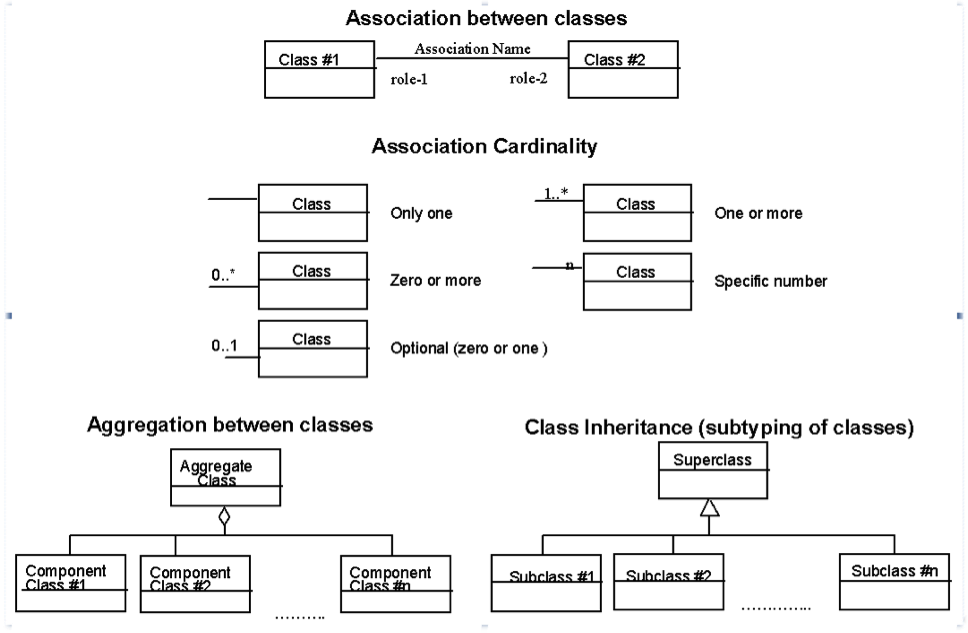 Association between classes
Class #1
Association Name
Class #2
role-1
role-2
Association Cardinality
Class
Only one
1..*
Class
One or more
0..*
Class
Zero or more
n
Class
Specific number
0..1
Class
Optional (zero or one )
Aggregation between classes
Aggregate
Class
Component
Class #1
Component
Class #2
..........
Component
Class #n
Class Inheritance (subtyping of classes)
Superclass
Subclass #1
Subclass #2
..............
Subclass #n